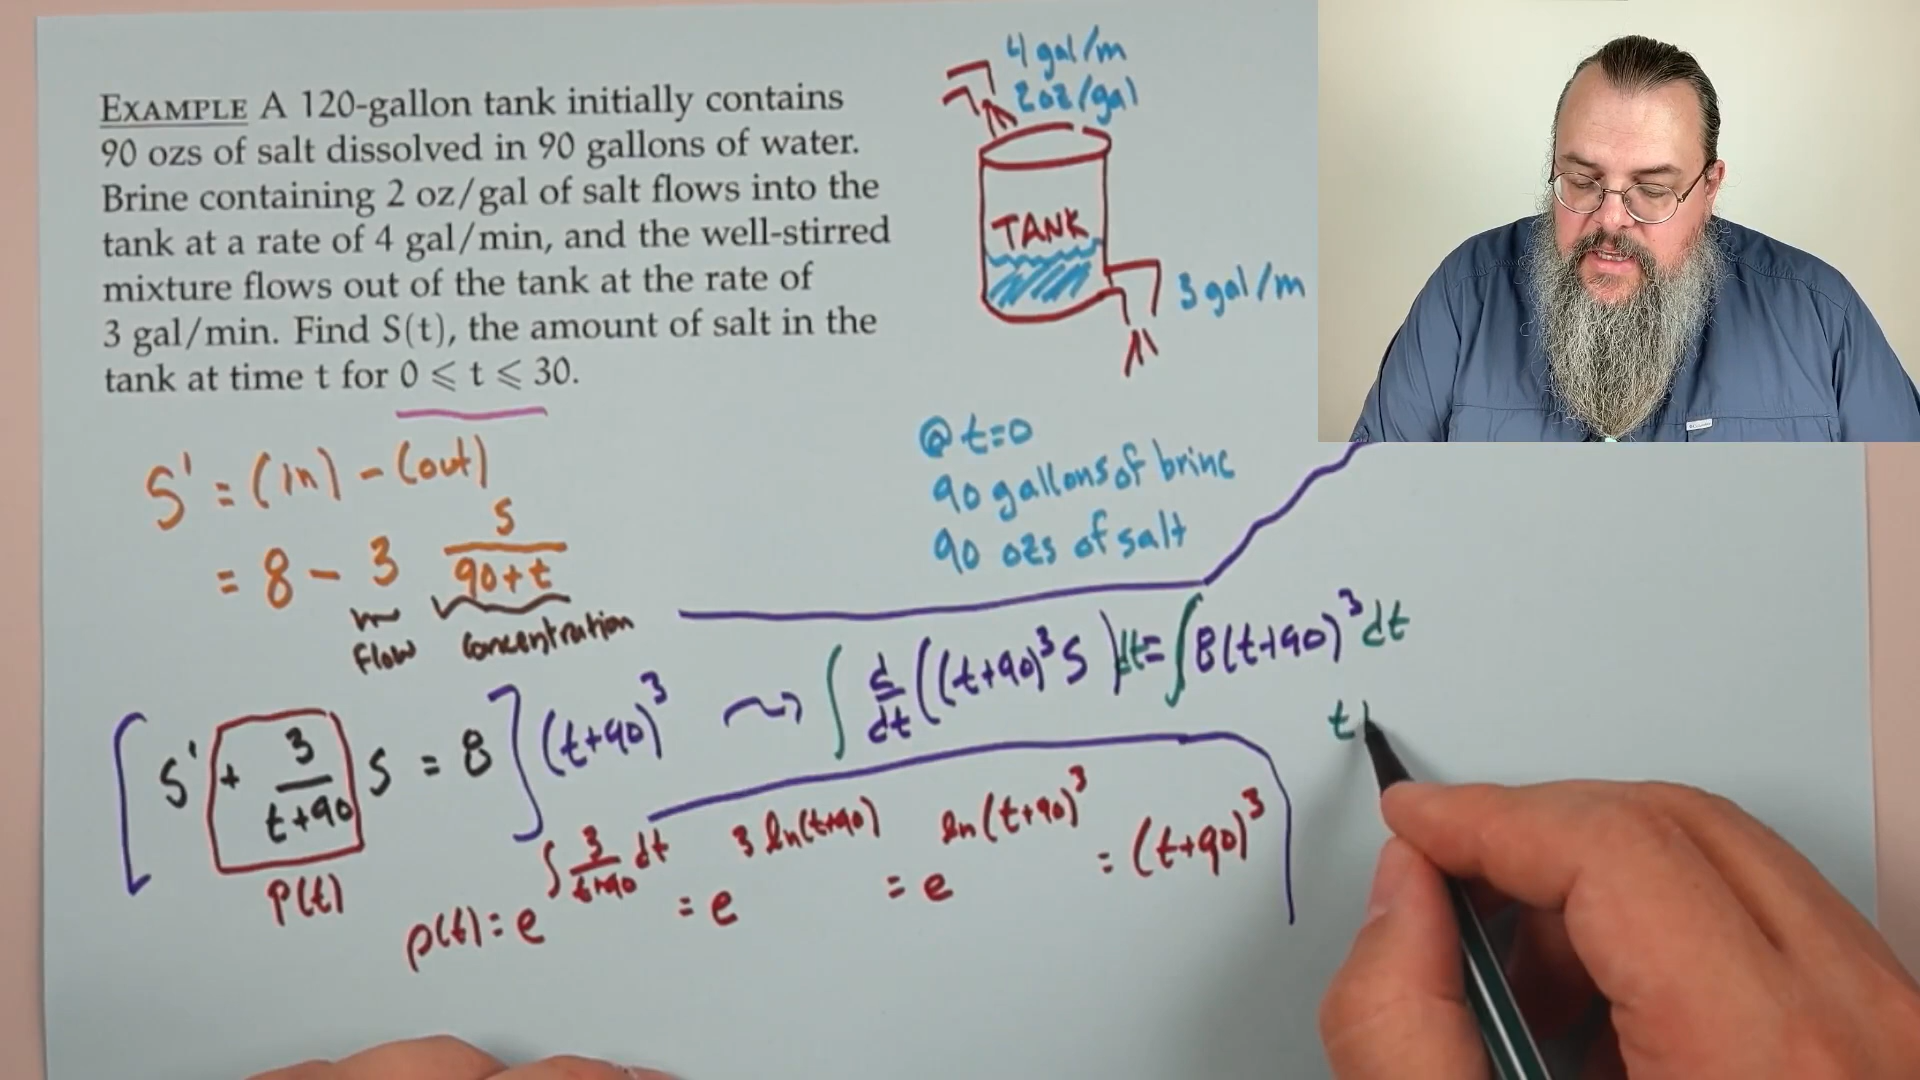 EXAMPLE A 120-gallon tank initially contains
90 ozs of salt dissolved in 90 gallons of water.
Brine containing 2 oz/gal of salt flows into the
tank at a rate of 4 gal/min, and the well-stirred
mixture flows out of the tank at the rate of
3 gal/min. Find S(t), the amount of salt in the
tank at time t for 0 ⩽ t ⩽ 30.
4 gal/m
2oz/gal
TANK
3 gal/m
@ t=0
90 gallons of brine
90 ozs of salt
S' = (in) - (out)
= 8 - 3 S/(90+t)
flow concentration
[S' + 3/(t+90) S = 8] (t+90)³ ⇝ ∫ d/dt((t+90)³S)dt = ∫8(t+90)³dt
P(t)
ρ(t) = e^(∫ 3/(t+90) dt) = e^(3 ln(t+90)) = e^(ln(t+90)³) = (t+90)³